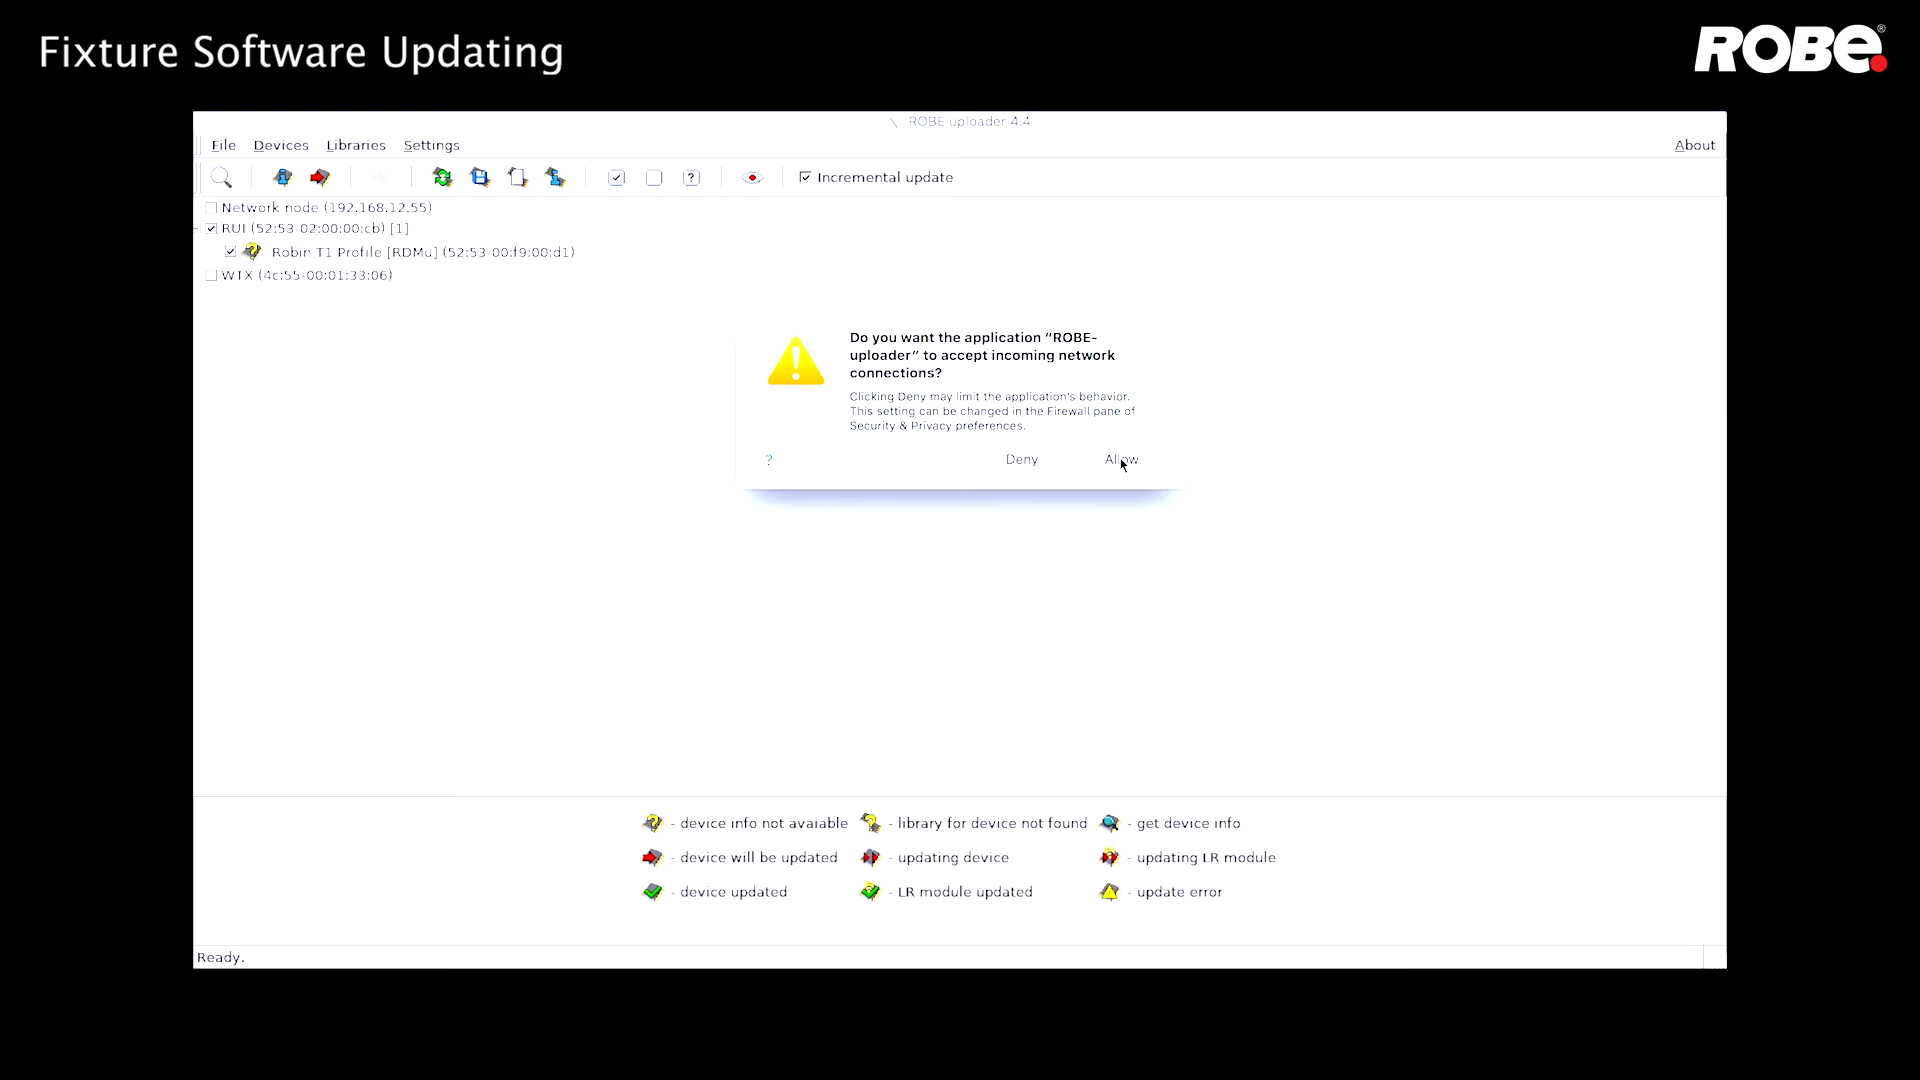 Fixture Software Updating
ROBE®
ROBE uploader 4.4
File Devices Libraries Settings About
Incremental update
Network node (192.168.12.55)
RUI (52:53-02:00:00:cb) [1]
Robin T1 Profile [RDMu] (52:53-00:f9:00:d1)
WTX (4c:55-00:01:33:06)
Do you want the application “ROBE-
uploader” to accept incoming network
connections?
Clicking Deny may limit the application's behavior.
This setting can be changed in the Firewall pane of
Security & Privacy preferences.
? Deny Allow
- device info not avaiable - library for device not found - get device info
- device will be updated - updating device - updating LR module
- device updated - LR module updated - update error
Ready.